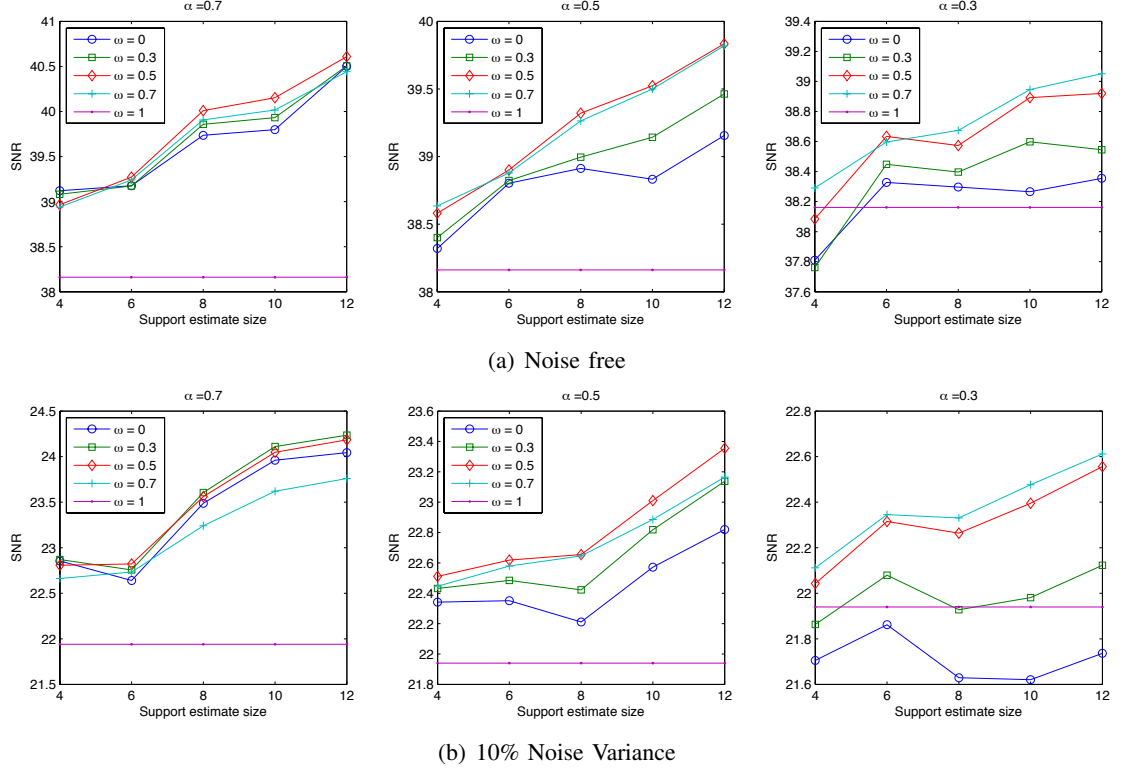 α =0.7
41
40.5
40
39.5
39
38.5
38
SNR
ω = 0
ω = 0.3
ω = 0.5
ω = 0.7
ω = 1
4 6 8 10 12
Support estimate size
α =0.5
40
39.5
39
38.5
38
SNR
ω = 0
ω = 0.3
ω = 0.5
ω = 0.7
ω = 1
4 6 8 10 12
Support estimate size
α =0.3
39.4
39.2
39
38.8
38.6
38.4
38.2
38
37.8
37.6
SNR
ω = 0
ω = 0.3
ω = 0.5
ω = 0.7
ω = 1
4 6 8 10 12
Support estimate size
(a) Noise free
α =0.7
24.5
24
23.5
23
22.5
22
21.5
SNR
ω = 0
ω = 0.3
ω = 0.5
ω = 0.7
ω = 1
4 6 8 10 12
Support estimate size
α =0.5
23.6
23.4
23.2
23
22.8
22.6
22.4
22.2
22
21.8
SNR
ω = 0
ω = 0.3
ω = 0.5
ω = 0.7
ω = 1
4 6 8 10 12
Support estimate size
α =0.3
22.8
22.6
22.4
22.2
22
21.8
21.6
SNR
4 6 8 10 12
Support estimate size
(b) 10% Noise Variance